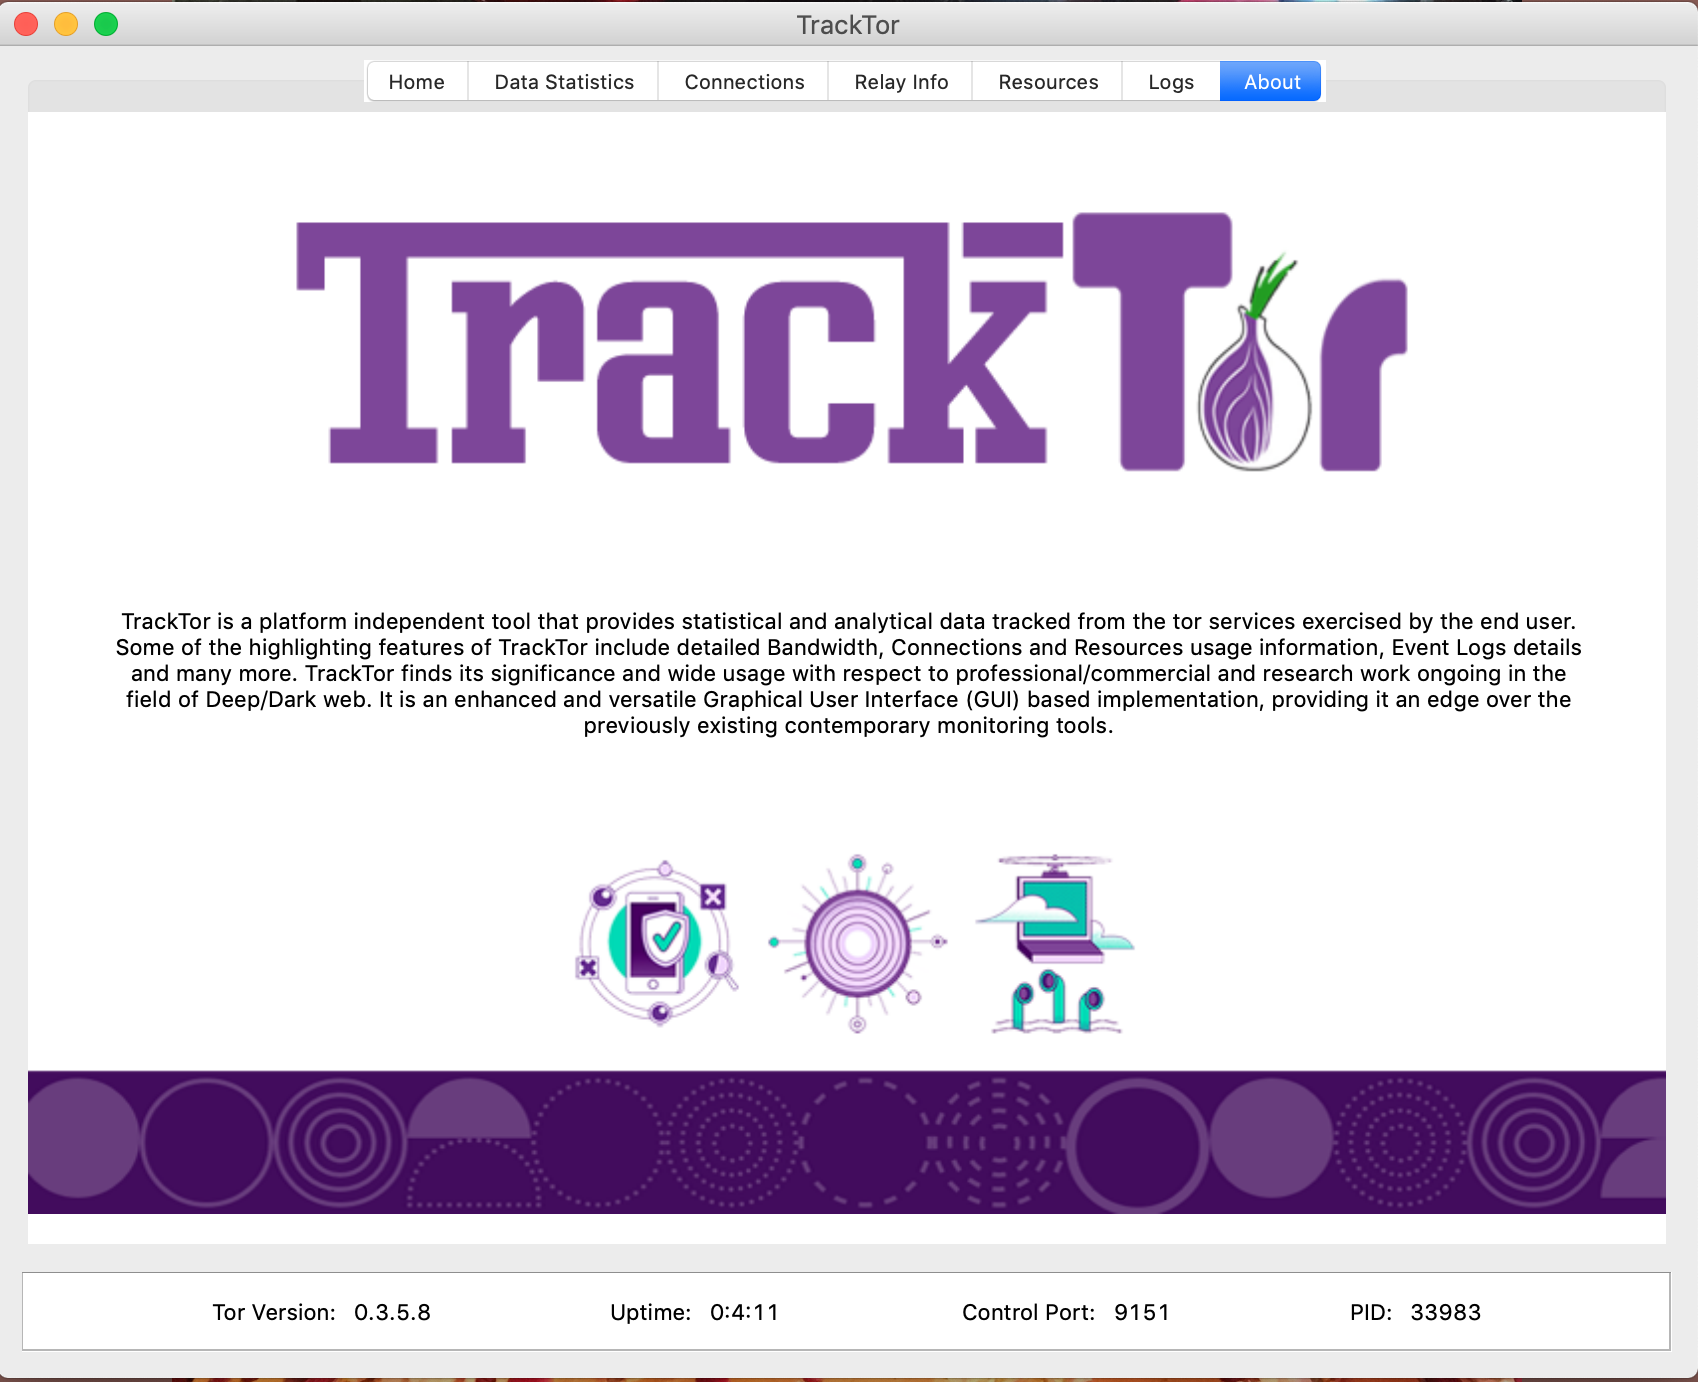 TrackTor
Home Data Statistics Connections Relay Info Resources Logs About
TrackTor
TrackTor is a platform independent tool that provides statistical and analytical data tracked from the tor services exercised by the end user.
Some of the highlighting features of TrackTor include detailed Bandwidth, Connections and Resources usage information, Event Logs details
and many more. TrackTor finds its significance and wide usage with respect to professional/commercial and research work ongoing in the
field of Deep/Dark web. It is an enhanced and versatile Graphical User Interface (GUI) based implementation, providing it an edge over the
previously existing contemporary monitoring tools.
Tor Version: 0.3.5.8 Uptime: 0:4:11 Control Port: 9151 PID: 33983